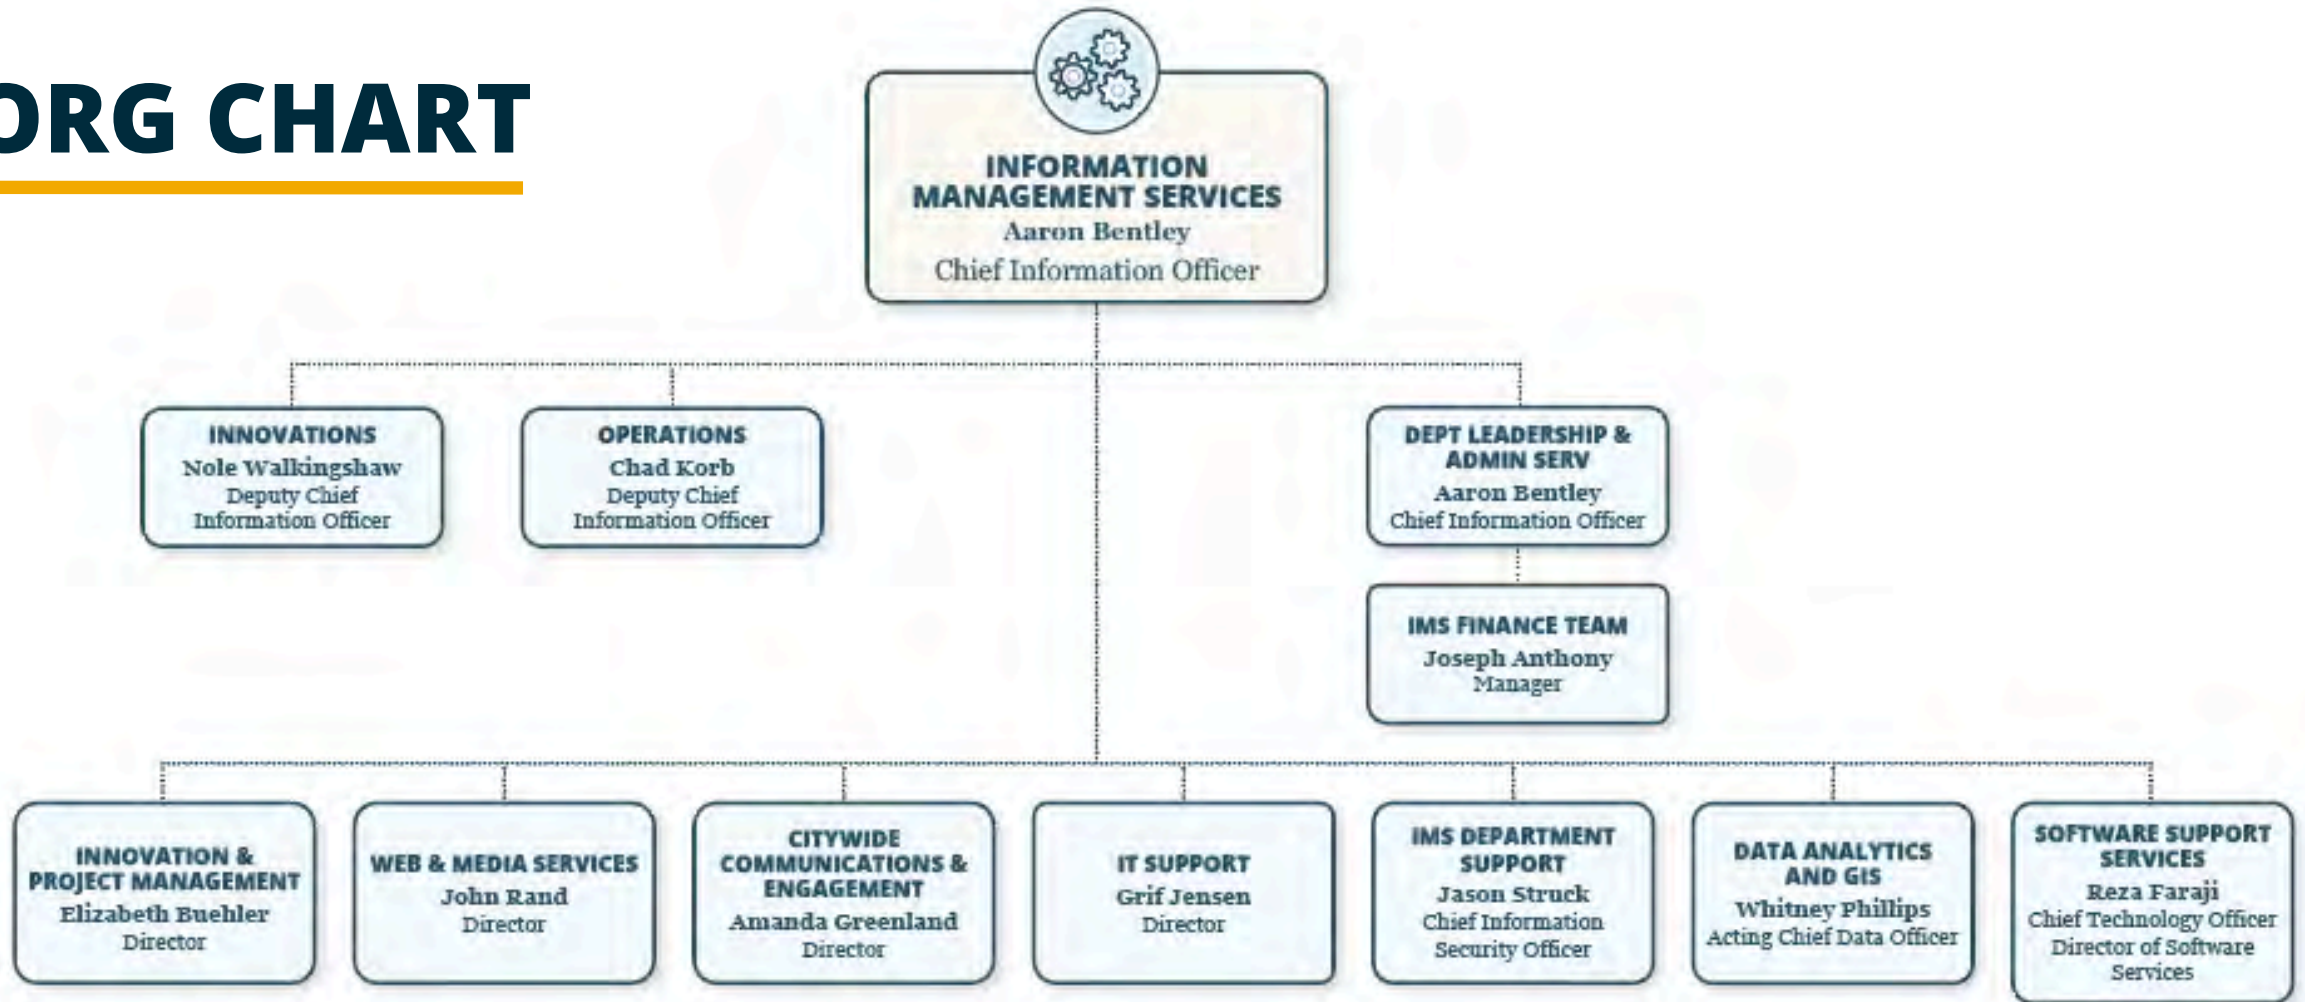 ORG CHART
INFORMATION
MANAGEMENT SERVICES
Aaron Bentley
Chief Information Officer
INNOVATIONS
Nole Walkingshaw
Deputy Chief
Information Officer
OPERATIONS
Chad Korb
Deputy Chief
Information Officer
DEPT LEADERSHIP &
ADMIN SERV
Aaron Bentley
Chief Information Officer
IMS FINANCE TEAM
Joseph Anthony
Manager
INNOVATION &
PROJECT MANAGEMENT
Elizabeth Buehler
Director
WEB & MEDIA SERVICES
John Rand
Director
CITYWIDE
COMMUNICATIONS &
ENGAGEMENT
Amanda Greenland
Director
IT SUPPORT
Grif Jensen
Director
IMS DEPARTMENT
SUPPORT
Jason Struck
Chief Information
Security Officer
DATA ANALYTICS
AND GIS
Whitney Phillips
Acting Chief Data Officer
SOFTWARE SUPPORT
SERVICES
Reza Faraji
Chief Technology Officer
Director of Software
Services